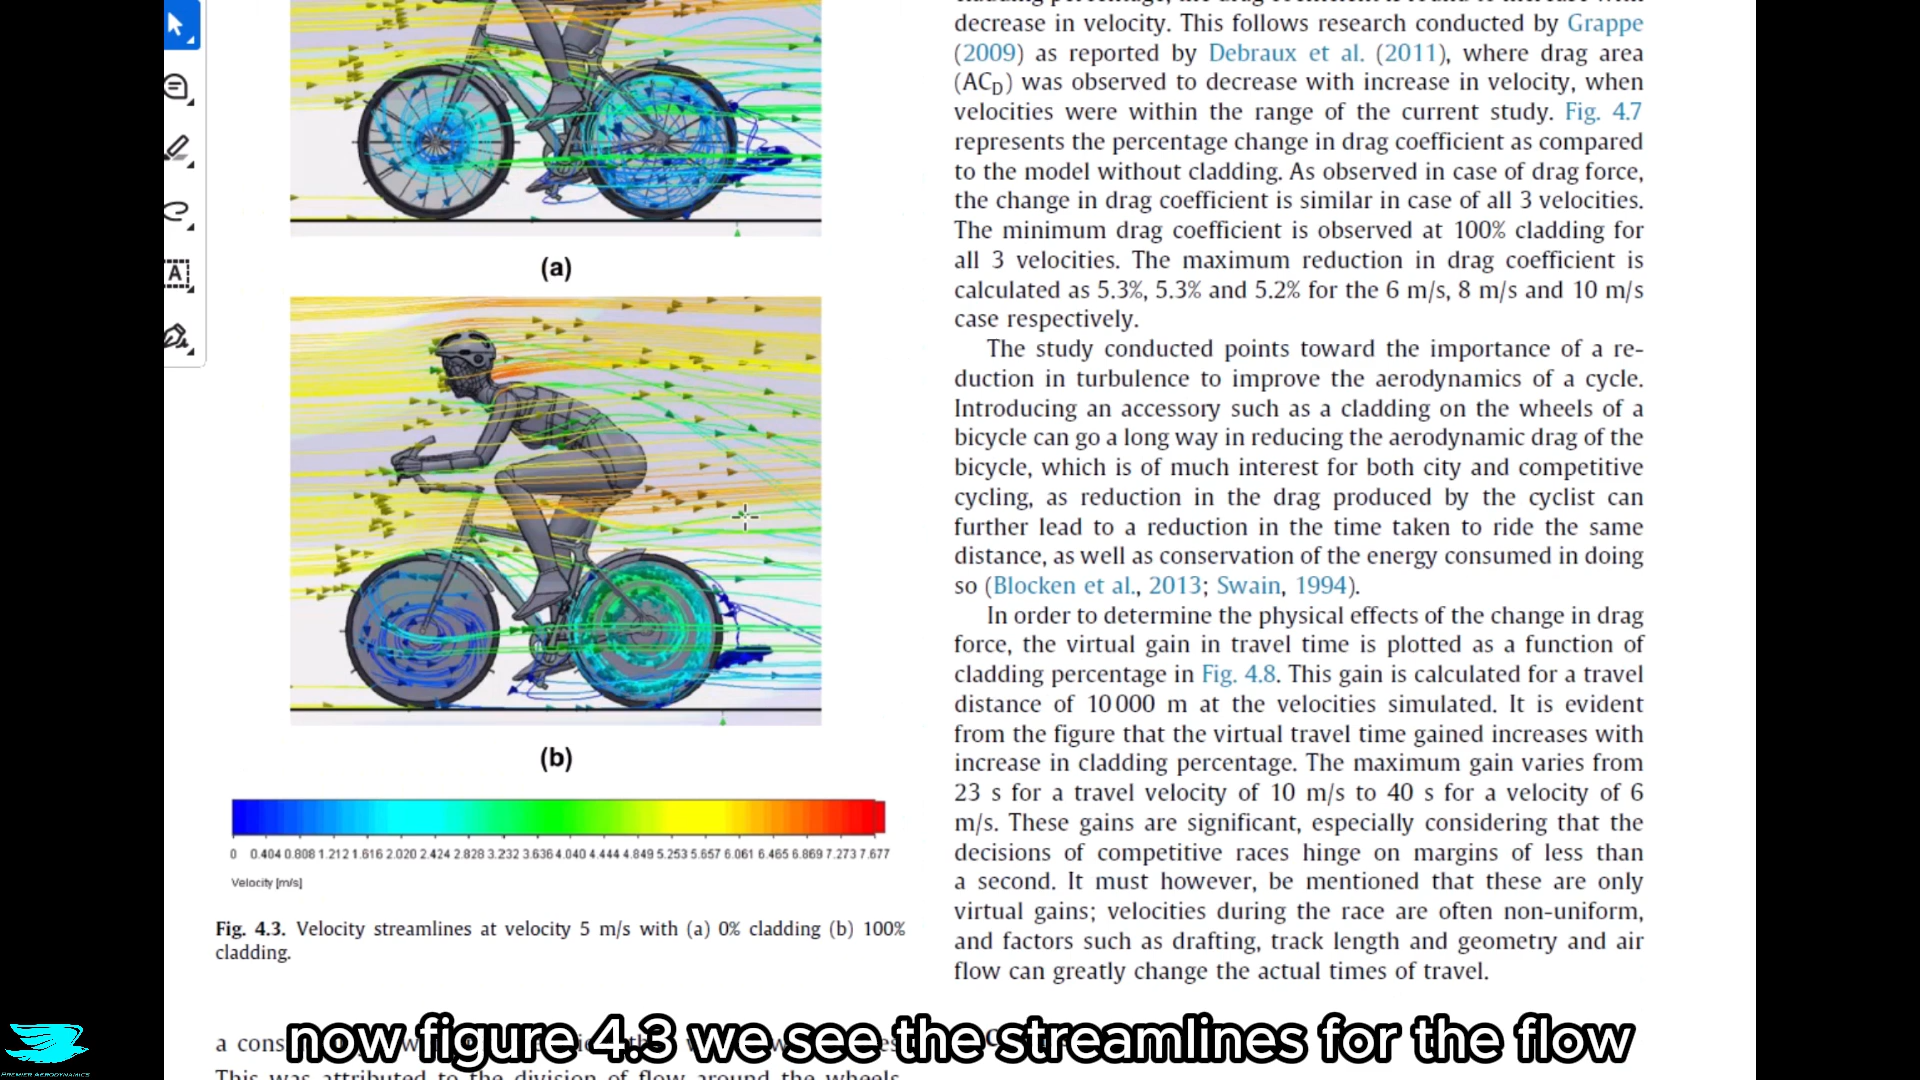 (a)
(b)
0 0.404 0.808 1.212 1.616 2.020 2.424 2.828 3.232 3.636 4.040 4.444 4.849 5.253 5.657 6.061 6.465 6.869 7.273 7.677
Velocity [m/s]
Fig. 4.3. Velocity streamlines at velocity 5 m/s with (a) 0% cladding (b) 100%
cladding.
a cons
This was attributed to the division of flow around the wheels
decrease in velocity. This follows research conducted by Grappe
(2009) as reported by Debraux et al. (2011), where drag area
(ACD) was observed to decrease with increase in velocity, when
velocities were within the range of the current study. Fig. 4.7
represents the percentage change in drag coefficient as compared
to the model without cladding. As observed in case of drag force,
the change in drag coefficient is similar in case of all 3 velocities.
The minimum drag coefficient is observed at 100% cladding for
all 3 velocities. The maximum reduction in drag coefficient is
calculated as 5.3%, 5.3% and 5.2% for the 6 m/s, 8 m/s and 10 m/s
case respectively.
The study conducted points toward the importance of a re-
duction in turbulence to improve the aerodynamics of a cycle.
Introducing an accessory such as a cladding on the wheels of a
bicycle can go a long way in reducing the aerodynamic drag of the
bicycle, which is of much interest for both city and competitive
cycling, as reduction in the drag produced by the cyclist can
further lead to a reduction in the time taken to ride the same
distance, as well as conservation of the energy consumed in doing
so (Blocken et al., 2013; Swain, 1994).
In order to determine the physical effects of the change in drag
force, the virtual gain in travel time is plotted as a function of
cladding percentage in Fig. 4.8. This gain is calculated for a travel
distance of 10 000 m at the velocities simulated. It is evident
from the figure that the virtual travel time gained increases with
increase in cladding percentage. The maximum gain varies from
23 s for a travel velocity of 10 m/s to 40 s for a velocity of 6
m/s. These gains are significant, especially considering that the
decisions of competitive races hinge on margins of less than
a second. It must however, be mentioned that these are only
virtual gains; velocities during the race are often non-uniform,
and factors such as drafting, track length and geometry and air
flow can greatly change the actual times of travel.
now figure 4.3 we see the streamlines for the flow
PREMIER AERODYNAMICS